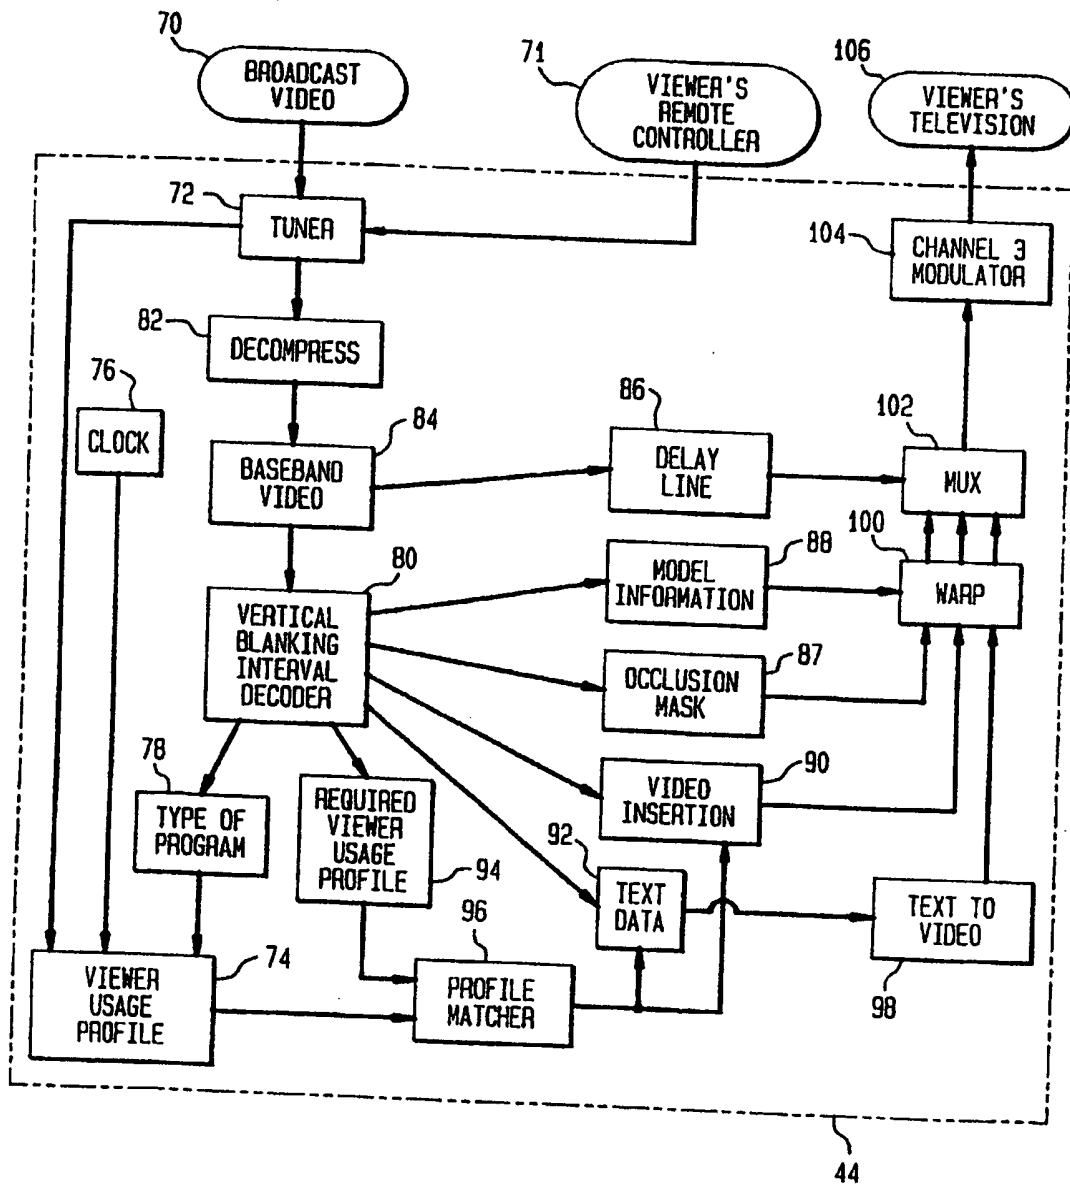 70
BROADCAST
VIDEO
71
VIEWER'S
REMOTE
CONTROLLER
106
VIEWER'S
TELEVISION
72
TUNER
104
CHANNEL 3
MODULATOR
82
DECOMPRESS
76
CLOCK
84
BASEBAND
VIDEO
86
DELAY
LINE
102
MUX
80
VERTICAL
BLANKING
INTERVAL
DECODER
88
MODEL
INFORMATION
100
WARP
87
OCCLUSION
MASK
78
TYPE OF
PROGRAM
REQUIRED
VIEWER
USAGE
PROFILE
94
90
VIDEO
INSERTION
92
TEXT
DATA
TEXT TO
VIDEO
98
74
VIEWER
USAGE
PROFILE
96
PROFILE
MATCHER
44